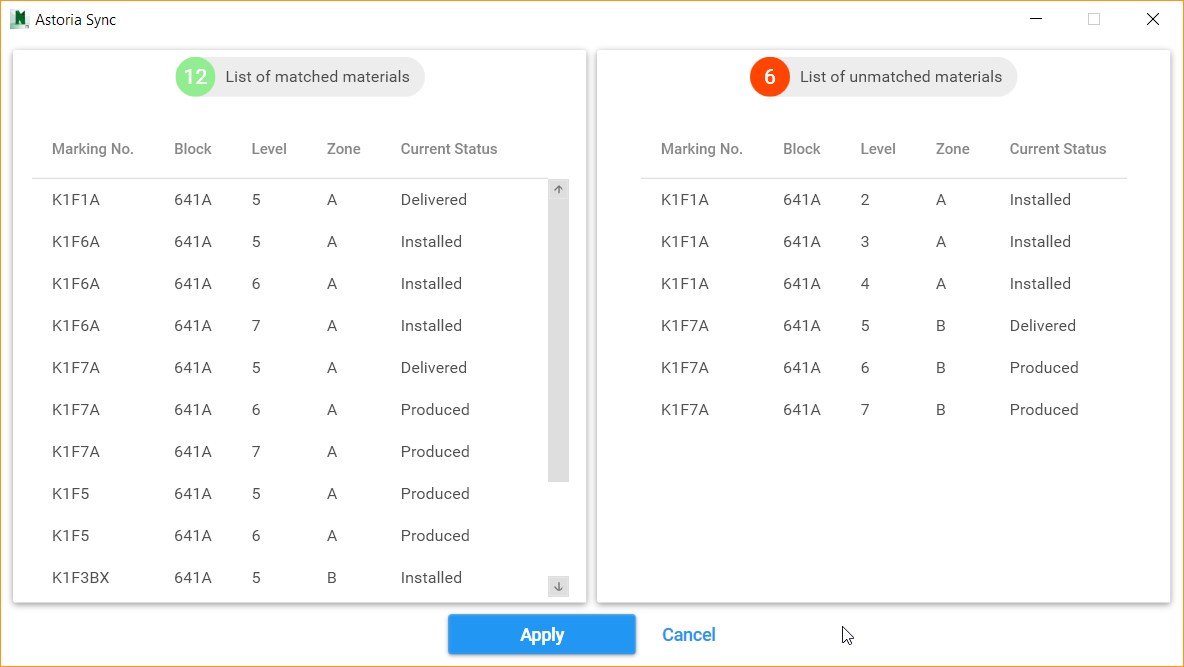 Astoria Sync
12 List of matched materials
Marking No. Block Level Zone Current Status
K1F1A 641A 5 A Delivered
K1F6A 641A 5 A Installed
K1F6A 641A 6 A Installed
K1F6A 641A 7 A Installed
K1F7A 641A 5 A Delivered
K1F7A 641A 6 A Produced
K1F7A 641A 7 A Produced
K1F5 641A 5 A Produced
K1F5 641A 6 A Produced
K1F3BX 641A 5 B Installed
6 List of unmatched materials
Marking No. Block Level Zone Current Status
K1F1A 641A 2 A Installed
K1F1A 641A 3 A Installed
K1F1A 641A 4 A Installed
K1F7A 641A 5 B Delivered
K1F7A 641A 6 B Produced
K1F7A 641A 7 B Produced
Apply Cancel